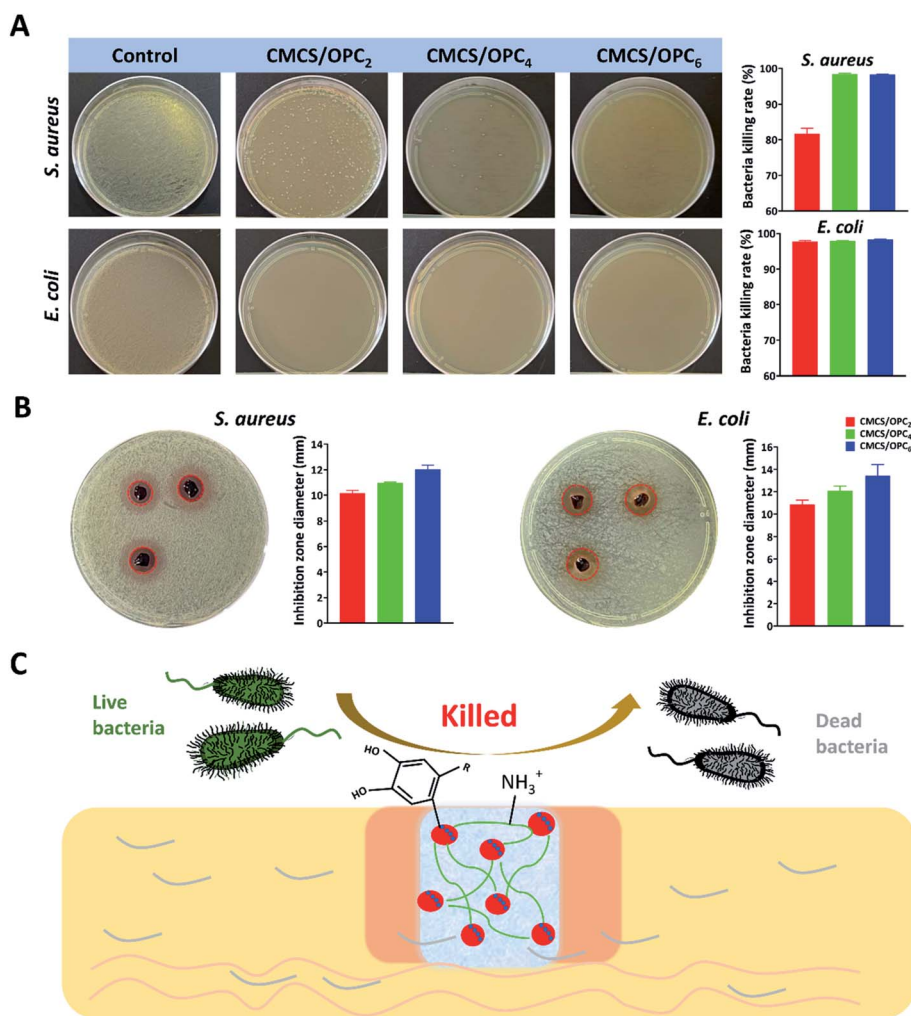 A
Control
CMCS/OPC₂
CMCS/OPC₄
CMCS/OPC₆
S. aureus
E. coli
S. aureus
Bacteria killing rate (%)
100
90
80
70
60
E. coli
Bacteria killing rate (%)
100
90
80
70
60
B
S. aureus
Inhibition zone diameter (mm)
14
12
10
8
6
4
2
0
E. coli
CMCS/OPC₂
CMCS/OPC₄
CMCS/OPC₆
Inhibition zone diameter (mm)
16
14
12
10
8
6
4
2
0
C
Live
bacteria
Killed
Dead
bacteria
HO
HO
R
NH₃⁺